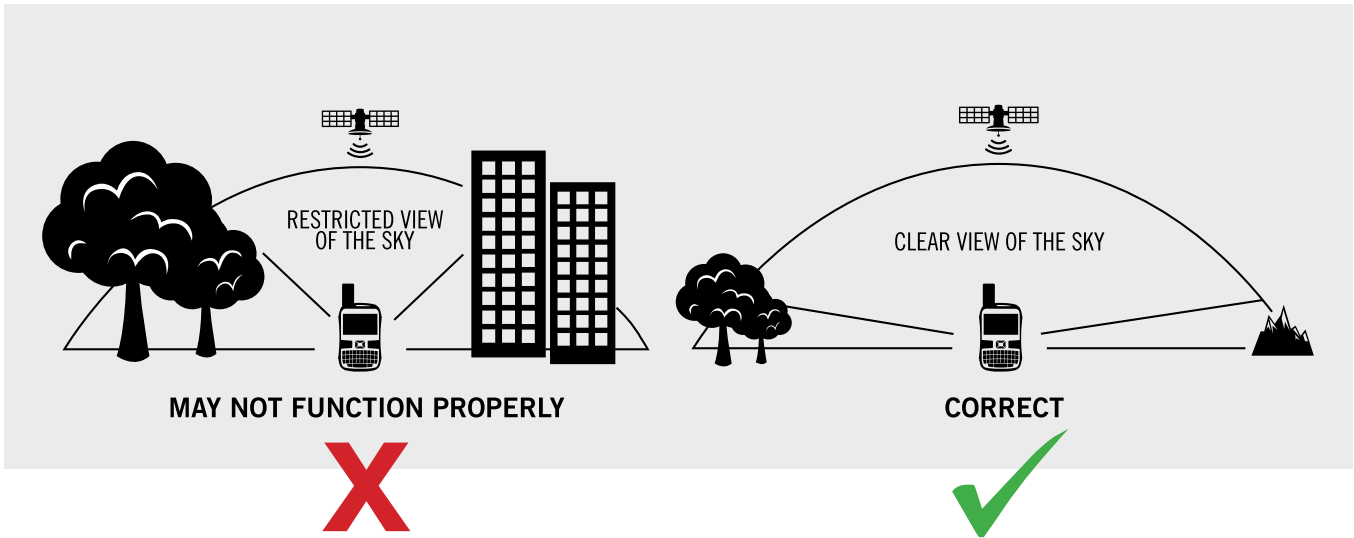 RESTRICTED VIEW
OF THE SKY
MAY NOT FUNCTION PROPERLY
CLEAR VIEW OF THE SKY
CORRECT